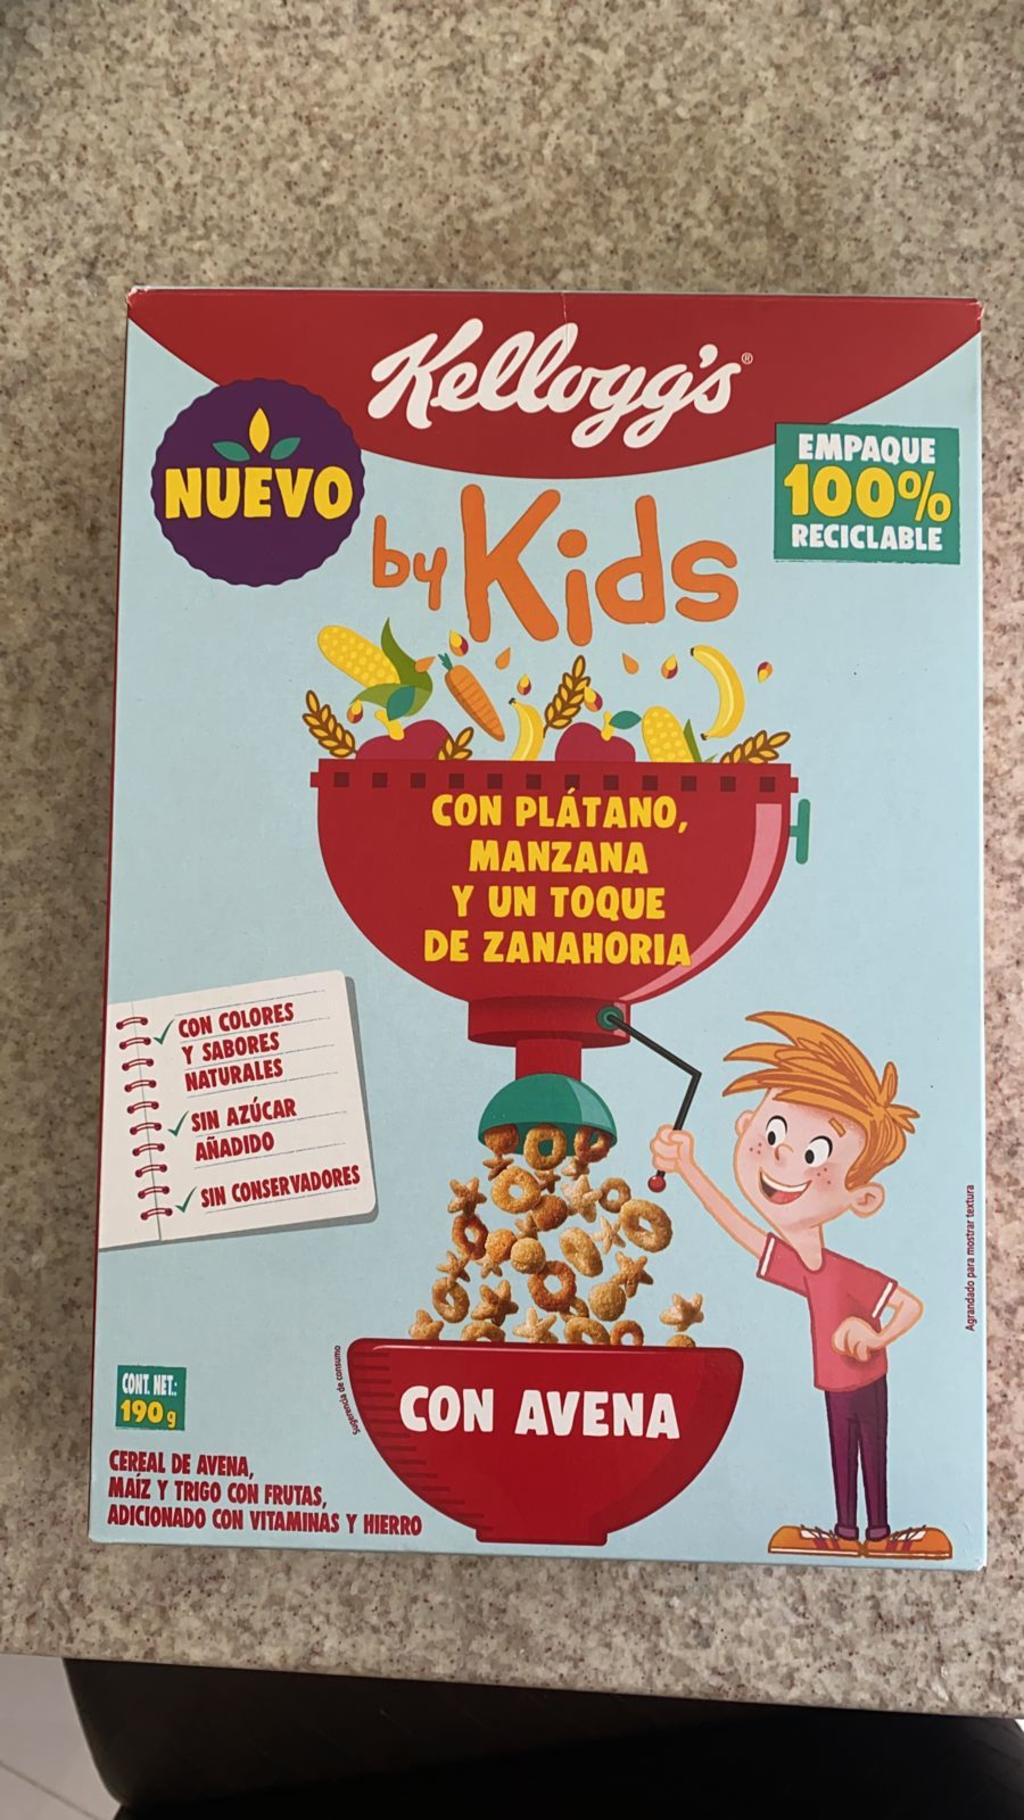 Kellogg's®
NUEVO
EMPAQUE
100%
RECICLABLE
by Kids
CON PLÁTANO,
MANZANA
Y UN TOQUE
DE ZANAHORIA
CON COLORES
Y SABORES
NATURALES
SIN AZÚCAR
AÑADIDO
SIN CONSERVADORES
Agrandado para mostrar textura
Sugerencia de consumo
CON AVENA
CONT. NET.:
190 g
CEREAL DE AVENA,
MAÍZ Y TRIGO CON FRUTAS,
ADICIONADO CON VITAMINAS Y HIERRO